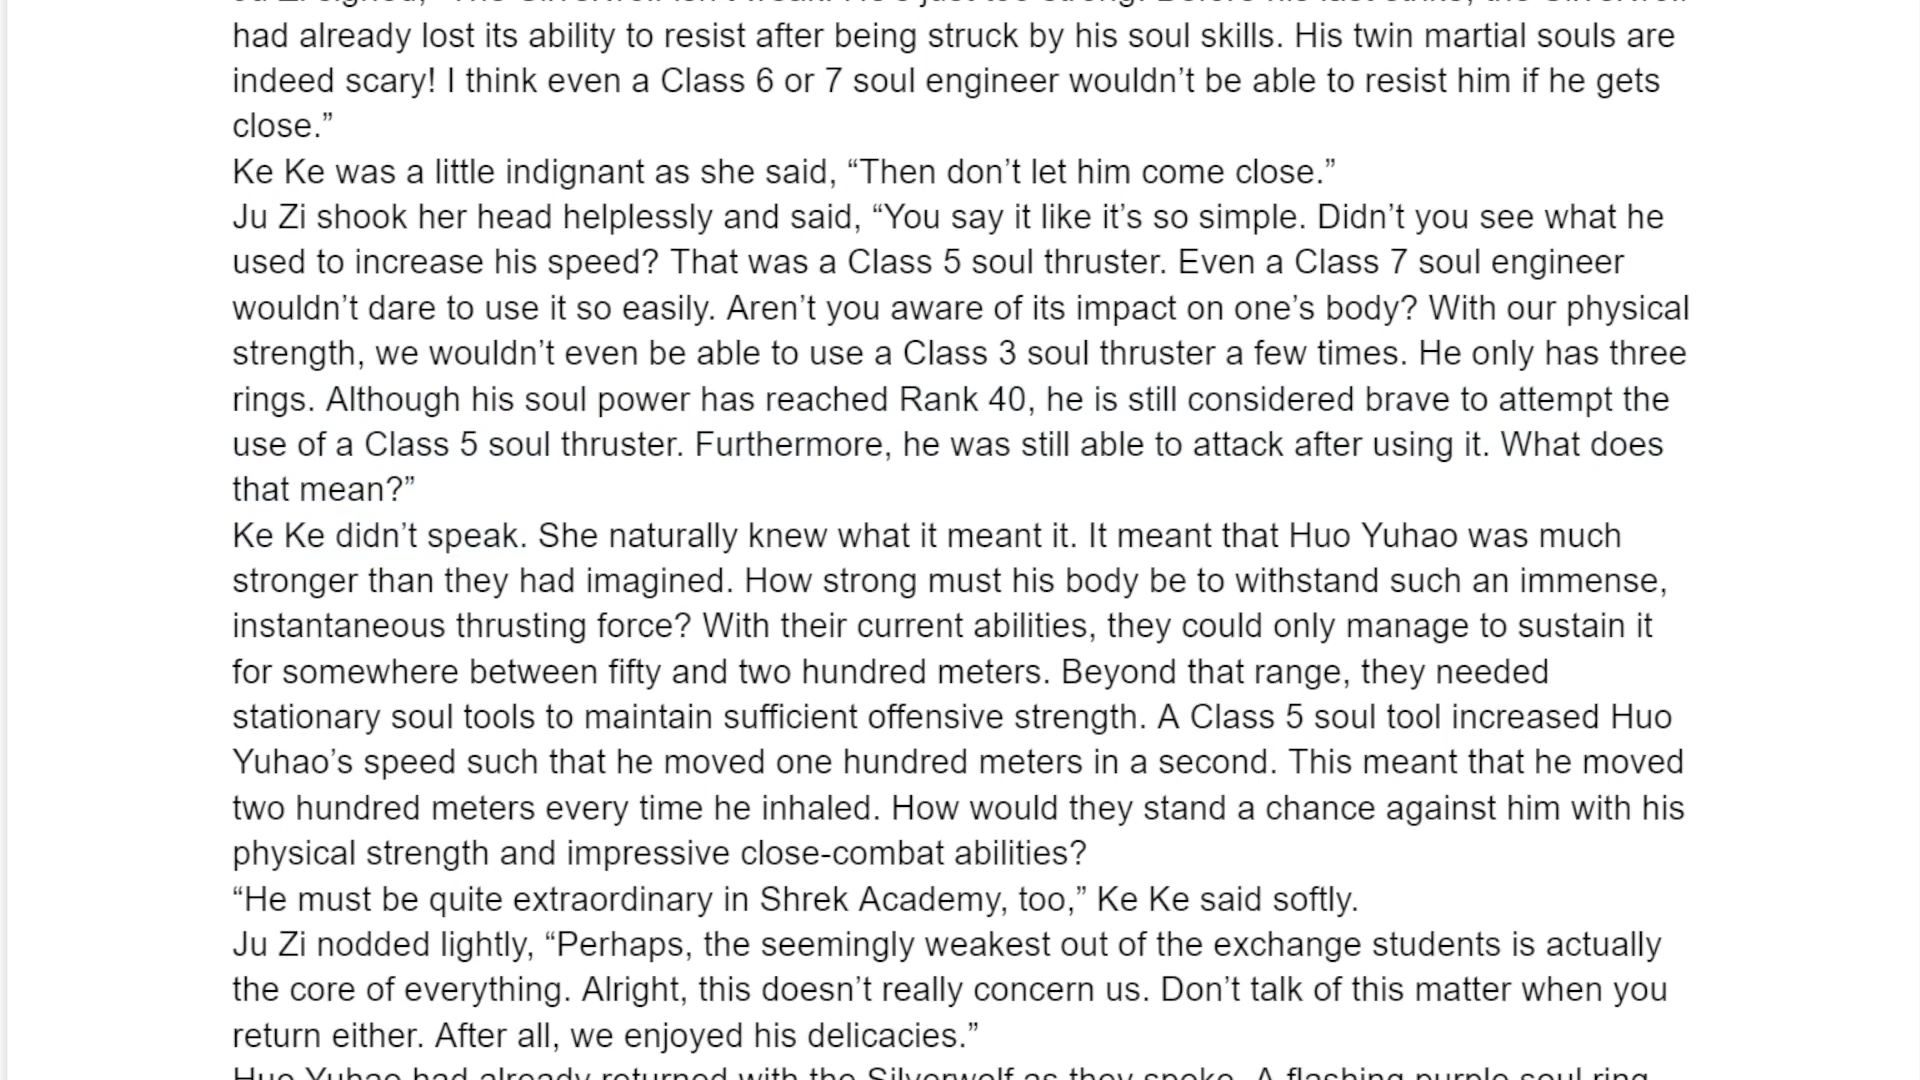 had already lost its ability to resist after being struck by his soul skills. His twin martial souls are
indeed scary! I think even a Class 6 or 7 soul engineer wouldn’t be able to resist him if he gets
close.”
Ke Ke was a little indignant as she said, “Then don’t let him come close.”
Ju Zi shook her head helplessly and said, “You say it like it’s so simple. Didn’t you see what he
used to increase his speed? That was a Class 5 soul thruster. Even a Class 7 soul engineer
wouldn’t dare to use it so easily. Aren’t you aware of its impact on one’s body? With our physical
strength, we wouldn’t even be able to use a Class 3 soul thruster a few times. He only has three
rings. Although his soul power has reached Rank 40, he is still considered brave to attempt the
use of a Class 5 soul thruster. Furthermore, he was still able to attack after using it. What does
that mean?”
Ke Ke didn’t speak. She naturally knew what it meant it. It meant that Huo Yuhao was much
stronger than they had imagined. How strong must his body be to withstand such an immense,
instantaneous thrusting force? With their current abilities, they could only manage to sustain it
for somewhere between fifty and two hundred meters. Beyond that range, they needed
stationary soul tools to maintain sufficient offensive strength. A Class 5 soul tool increased Huo
Yuhao’s speed such that he moved one hundred meters in a second. This meant that he moved
two hundred meters every time he inhaled. How would they stand a chance against him with his
physical strength and impressive close-combat abilities?
“He must be quite extraordinary in Shrek Academy, too,” Ke Ke said softly.
Ju Zi nodded lightly, “Perhaps, the seemingly weakest out of the exchange students is actually
the core of everything. Alright, this doesn’t really concern us. Don’t talk of this matter when you
return either. After all, we enjoyed his delicacies.”
Huo Yuhao had already returned with the Silverwolf as they spoke. A flashing purple soul ring